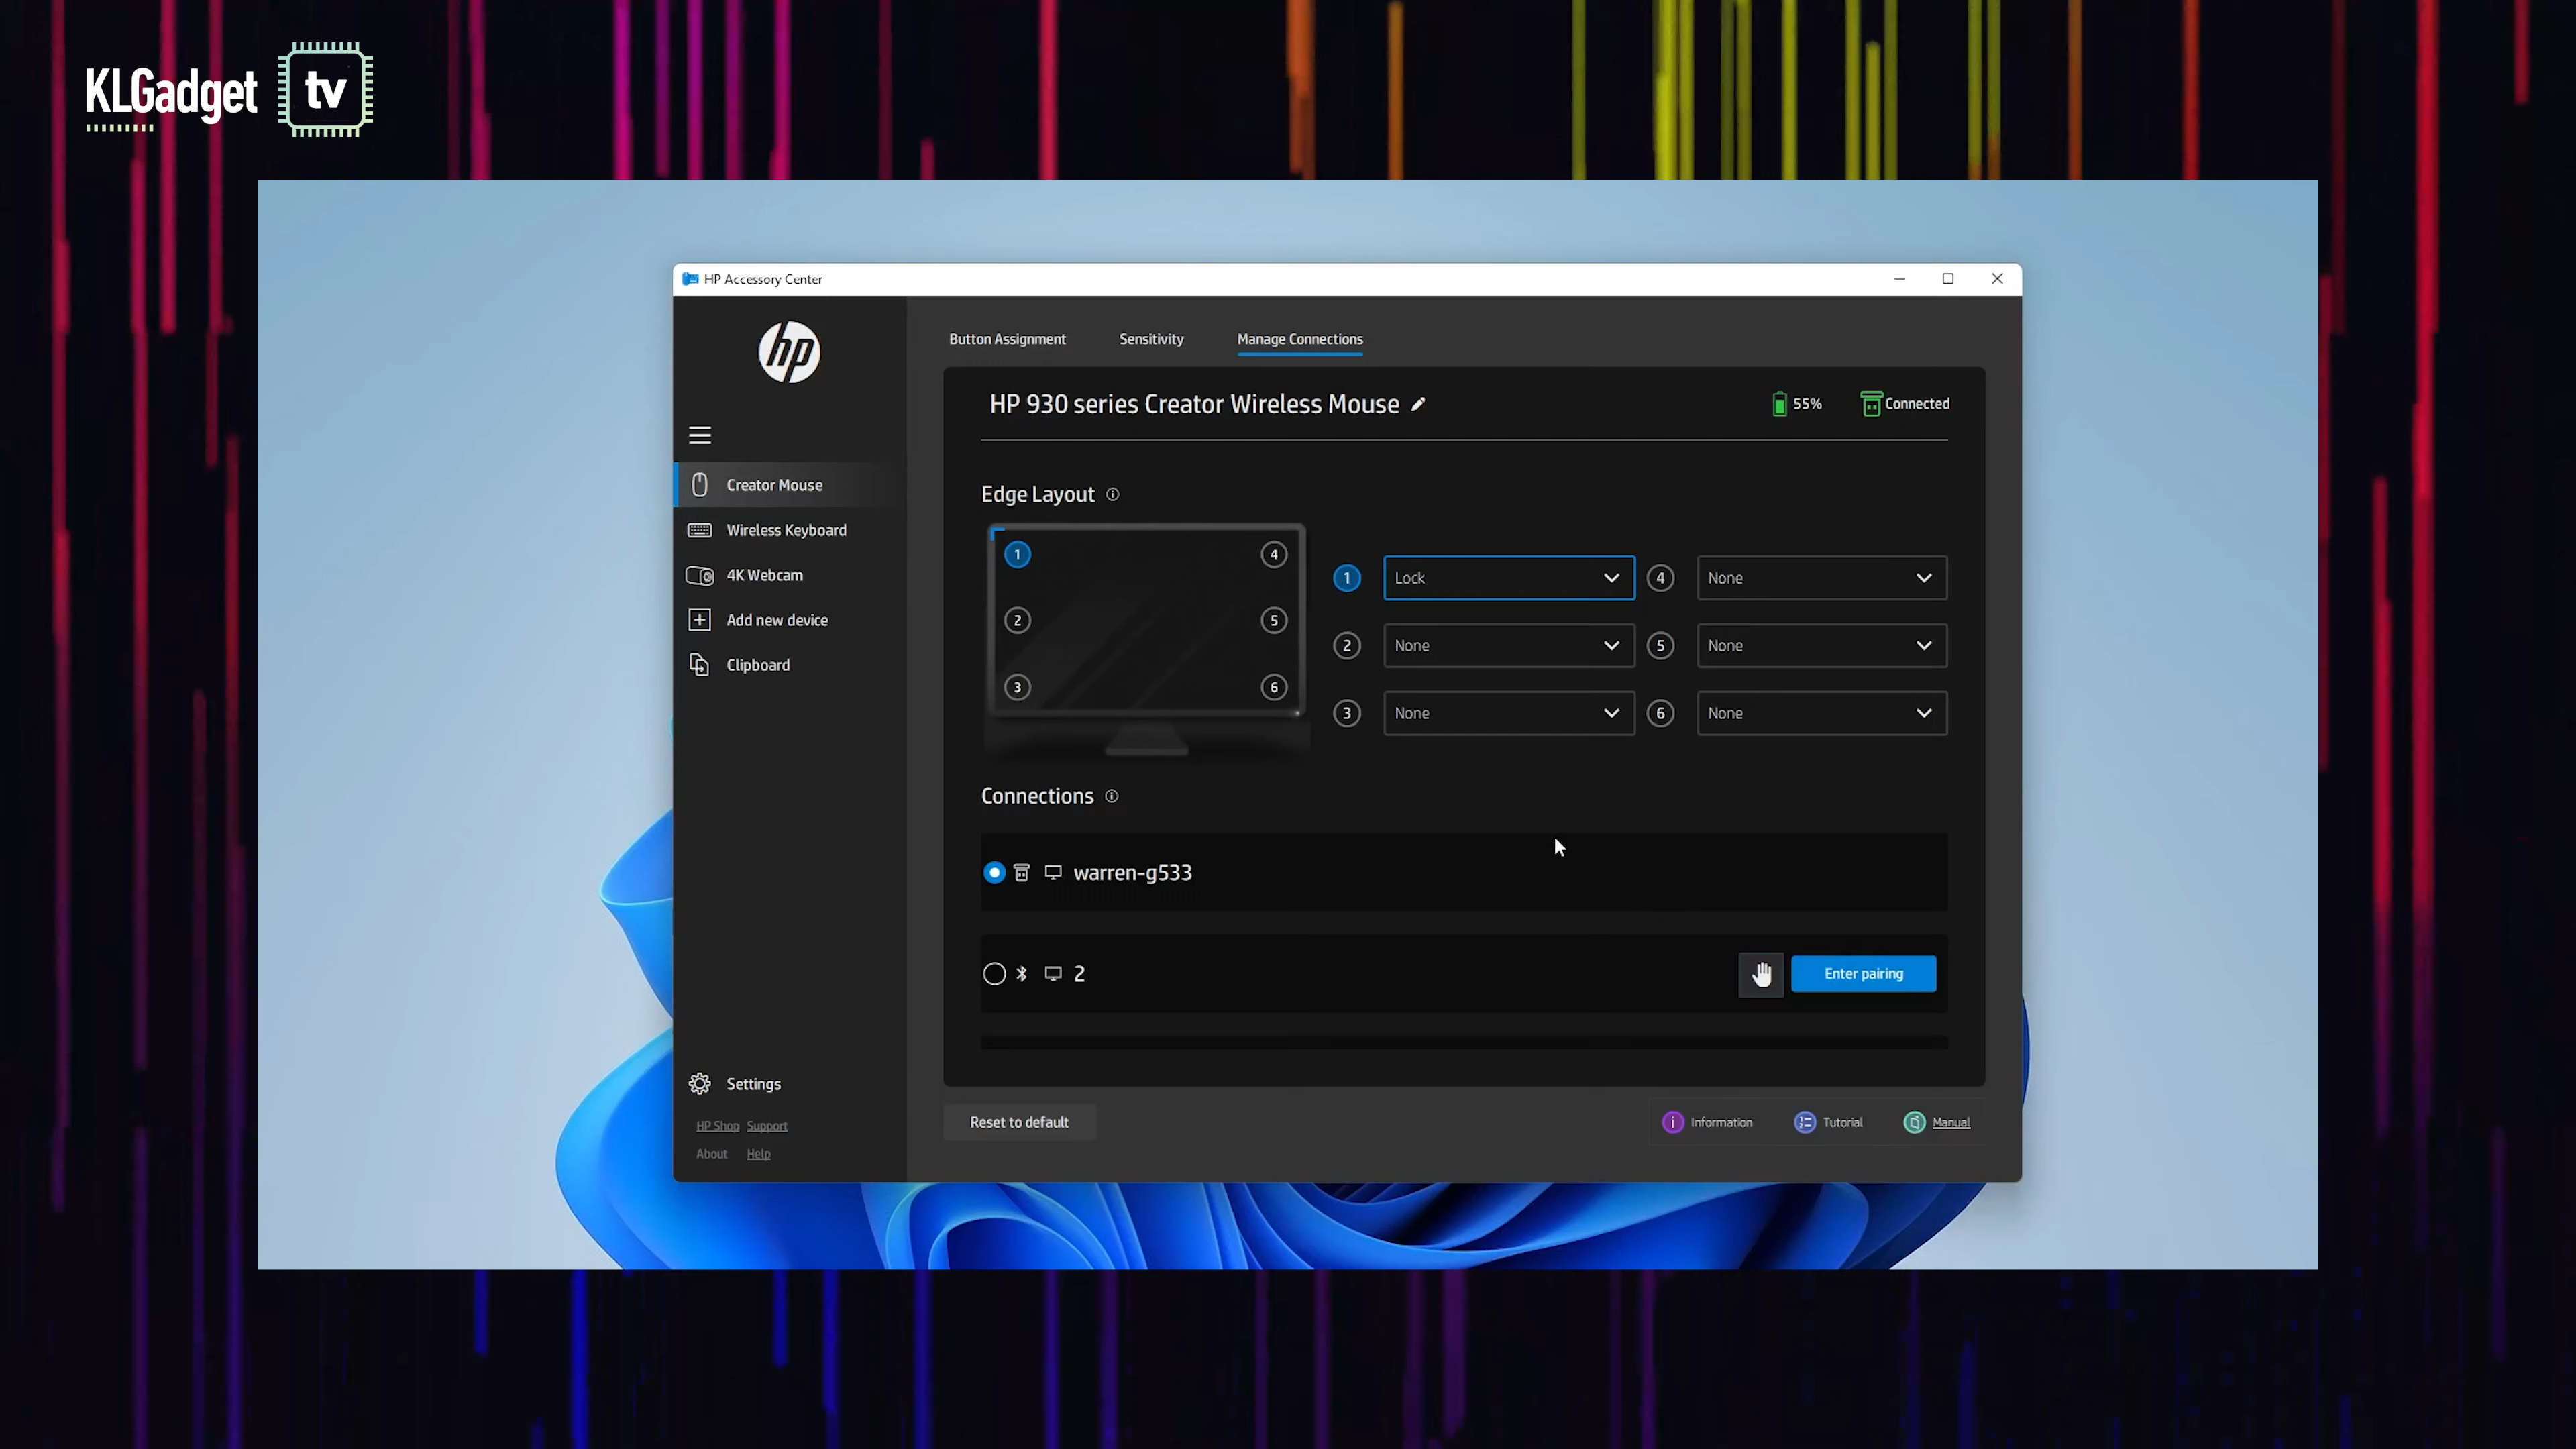 KLGadget tv
HP Accessory Center
hp
Button Assignment Sensitivity Manage Connections
HP 930 series Creator Wireless Mouse 55% Connected
Creator Mouse
Wireless Keyboard
4K Webcam
Add new device
Clipboard
Edge Layout
1 4
2 5
3 6
1 Lock 4 None
2 None 5 None
3 None 6 None
Connections
warren-g533
2 Enter pairing
Settings
HP Shop Support
About Help
Reset to default Information Tutorial Manual